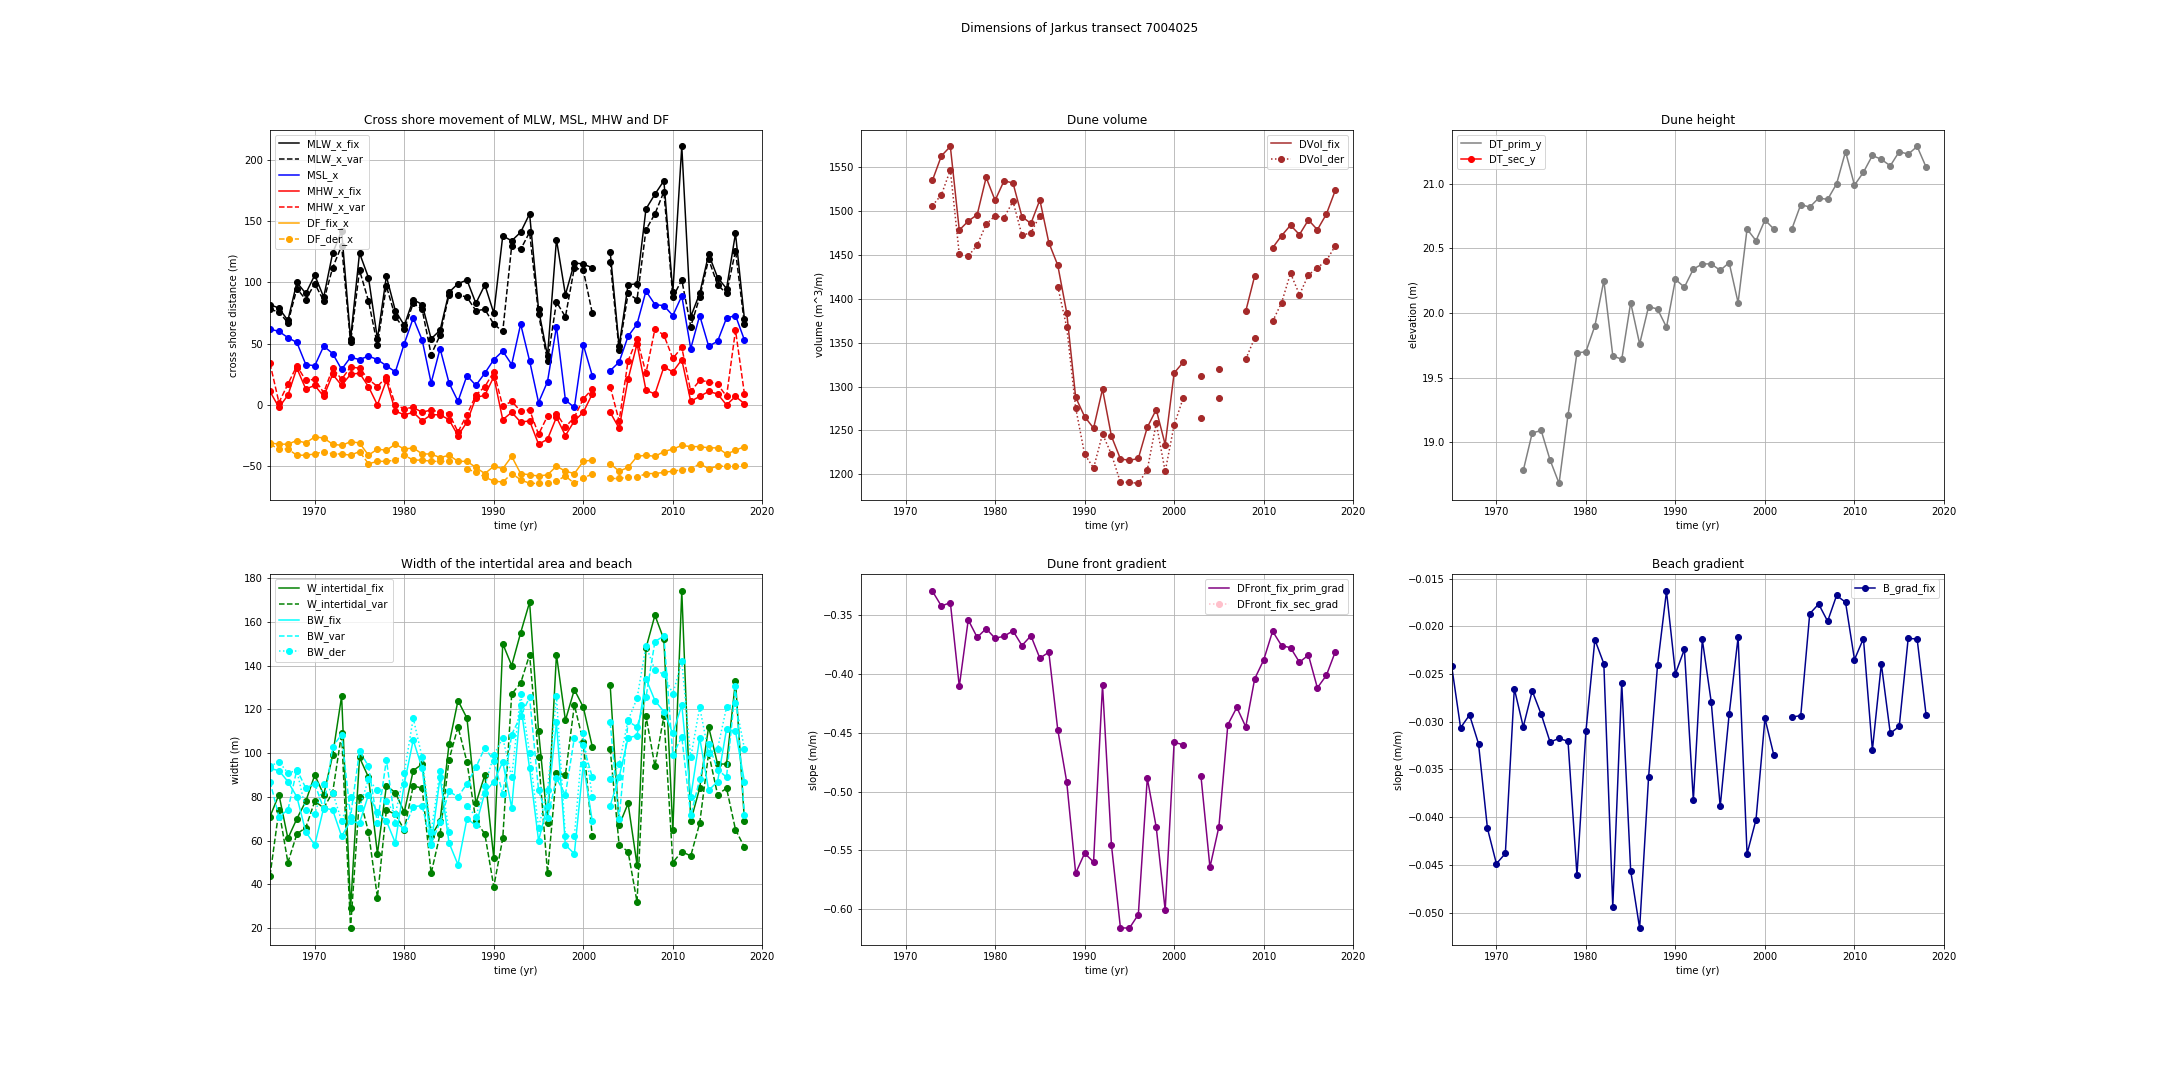 Dimensions of Jarkus transect 7004025
Cross shore movement of MLW, MSL, MHW and DF
MLW_x_fix
MLW_x_var
MSL_x
MHW_x_fix
MHW_x_var
DF_fix_x
DF_der_x
200
150
100
50
0
−50
cross shore distance (m)
1970 1980 1990 2000 2010 2020
time (yr)
Dune volume
DVol_fix
DVol_der
1550
1500
1450
1400
1350
1300
1250
1200
volume (m^3/m)
1970 1980 1990 2000 2010 2020
time (yr)
Dune height
DT_prim_y
DT_sec_y
21.0
20.5
20.0
19.5
19.0
elevation (m)
1970 1980 1990 2000 2010 2020
time (yr)
Width of the intertidal area and beach
W_intertidal_fix
W_intertidal_var
BW_fix
BW_var
BW_der
180
160
140
120
100
80
60
40
20
width (m)
1970 1980 1990 2000 2010 2020
time (yr)
Dune front gradient
DFront_fix_prim_grad
DFront_fix_sec_grad
−0.35
−0.40
−0.45
−0.50
−0.55
−0.60
slope (m/m)
1970 1980 1990 2000 2010 2020
time (yr)
Beach gradient
B_grad_fix
−0.015
−0.020
−0.025
−0.030
−0.035
−0.040
−0.045
−0.050
slope (m/m)
1970 1980 1990 2000 2010 2020
time (yr)